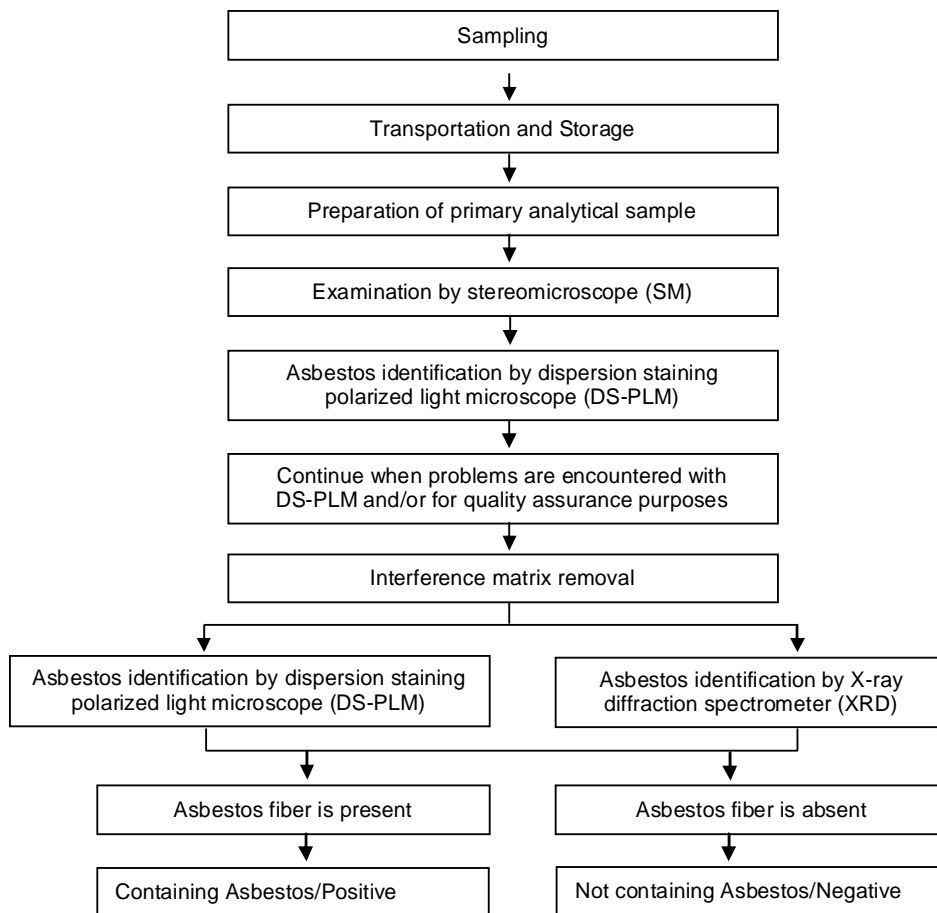 Sampling
Transportation and Storage
Preparation of primary analytical sample
Examination by stereomicroscope (SM)
Asbestos identification by dispersion staining
polarized light microscope (DS-PLM)
Continue when problems are encountered with
DS-PLM and/or for quality assurance purposes
Interference matrix removal
Asbestos identification by dispersion staining
polarized light microscope (DS-PLM)
Asbestos identification by X-ray
diffraction spectrometer (XRD)
Asbestos fiber is present
Asbestos fiber is absent
Containing Asbestos/Positive
Not containing Asbestos/Negative